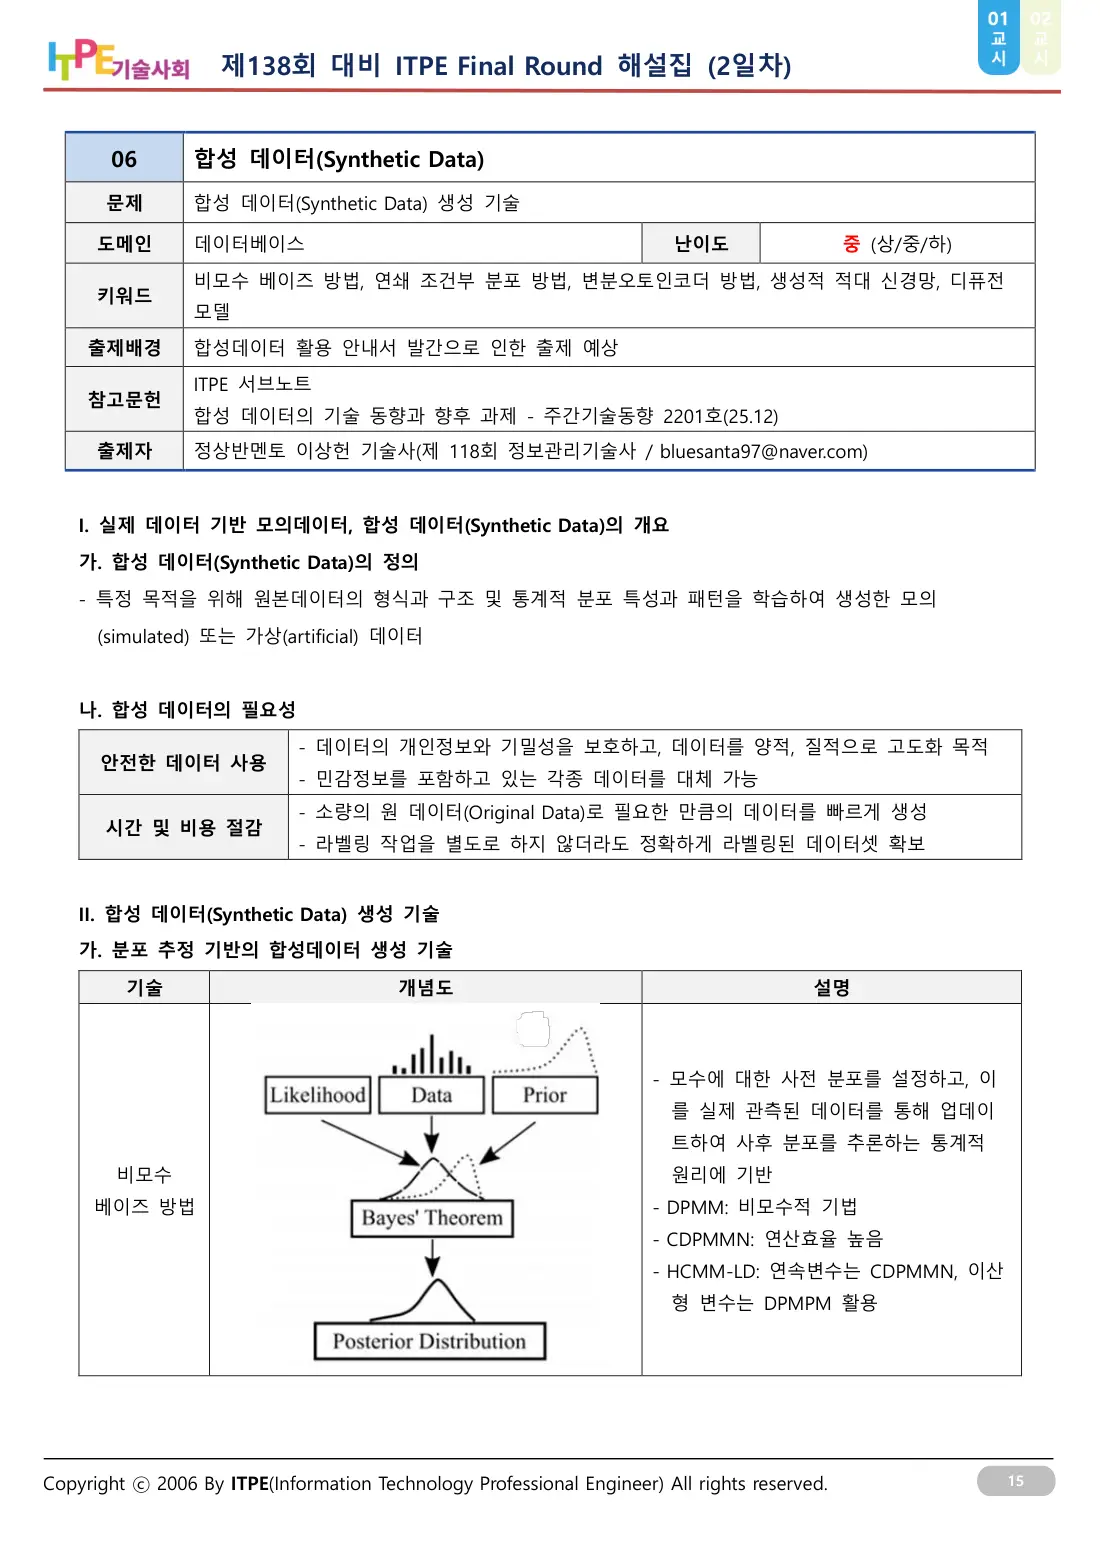 ITPE기술사회 제138회 대비 ITPE Final Round 해설집 (2일차)
01
교
시
02
교
시
06 합성 데이터(Synthetic Data)
문제 합성 데이터(Synthetic Data) 생성 기술
도메인 데이터베이스 난이도 중 (상/중/하)
키워드 비모수 베이즈 방법, 연쇄 조건부 분포 방법, 변분오토인코더 방법, 생성적 적대 신경망, 디퓨전
모델
출제배경 합성데이터 활용 안내서 발간으로 인한 출제 예상
참고문헌 ITPE 서브노트
합성 데이터의 기술 동향과 향후 과제 - 주간기술동향 2201호(25.12)
출제자 정상반멘토 이상헌 기술사(제 118회 정보관리기술사 / bluesanta97@naver.com)
I. 실제 데이터 기반 모의데이터, 합성 데이터(Synthetic Data)의 개요
가. 합성 데이터(Synthetic Data)의 정의
- 특정 목적을 위해 원본데이터의 형식과 구조 및 통계적 분포 특성과 패턴을 학습하여 생성한 모의
(simulated) 또는 가상(artificial) 데이터
나. 합성 데이터의 필요성
안전한 데이터 사용
- 데이터의 개인정보와 기밀성을 보호하고, 데이터를 양적, 질적으로 고도화 목적
- 민감정보를 포함하고 있는 각종 데이터를 대체 가능
시간 및 비용 절감
- 소량의 원 데이터(Original Data)로 필요한 만큼의 데이터를 빠르게 생성
- 라벨링 작업을 별도로 하지 않더라도 정확하게 라벨링된 데이터셋 확보
II. 합성 데이터(Synthetic Data) 생성 기술
가. 분포 추정 기반의 합성데이터 생성 기술
기술 개념도 설명
비모수
베이즈 방법
Likelihood Data Prior
Bayes' Theorem
Posterior Distribution
- 모수에 대한 사전 분포를 설정하고, 이
를 실제 관측된 데이터를 통해 업데이
트하여 사후 분포를 추론하는 통계적
원리에 기반
- DPMM: 비모수적 기법
- CDPMMN: 연산효율 높음
- HCMM-LD: 연속변수는 CDPMMN, 이산
형 변수는 DPMPM 활용
Copyright ⓒ 2006 By ITPE(Information Technology Professional Engineer) All rights reserved.
15